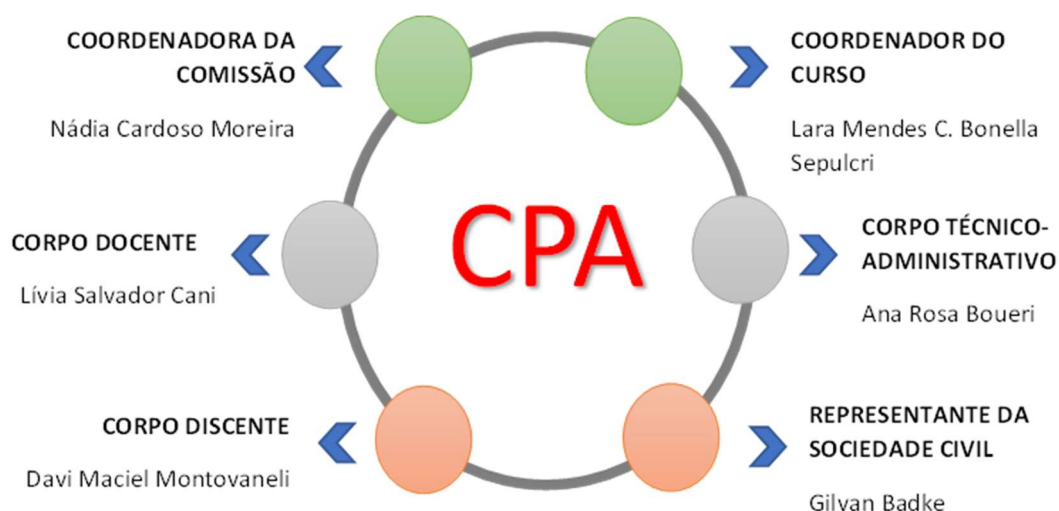 COORDENADORA DA
COMISSÃO
Nádia Cardoso Moreira
COORDENADOR DO
CURSO
Lara Mendes C. Bonella
Sepulcri
CPA
CORPO DOCENTE
Lívia Salvador Cani
CORPO TÉCNICO-
ADMINISTRATIVO
Ana Rosa Boueri
CORPO DISCENTE
Davi Maciel Montovaneli
REPRESENTANTE DA
SOCIEDADE CIVIL
Gilvan Badke